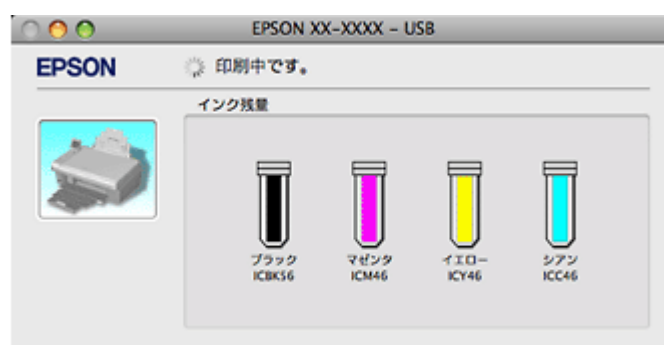 EPSON XX-XXXX – USB
EPSON
印刷中です。
インク残量
ブラック
ICBK56
マゼンタ
ICM46
イエロー
ICY46
シアン
ICC46